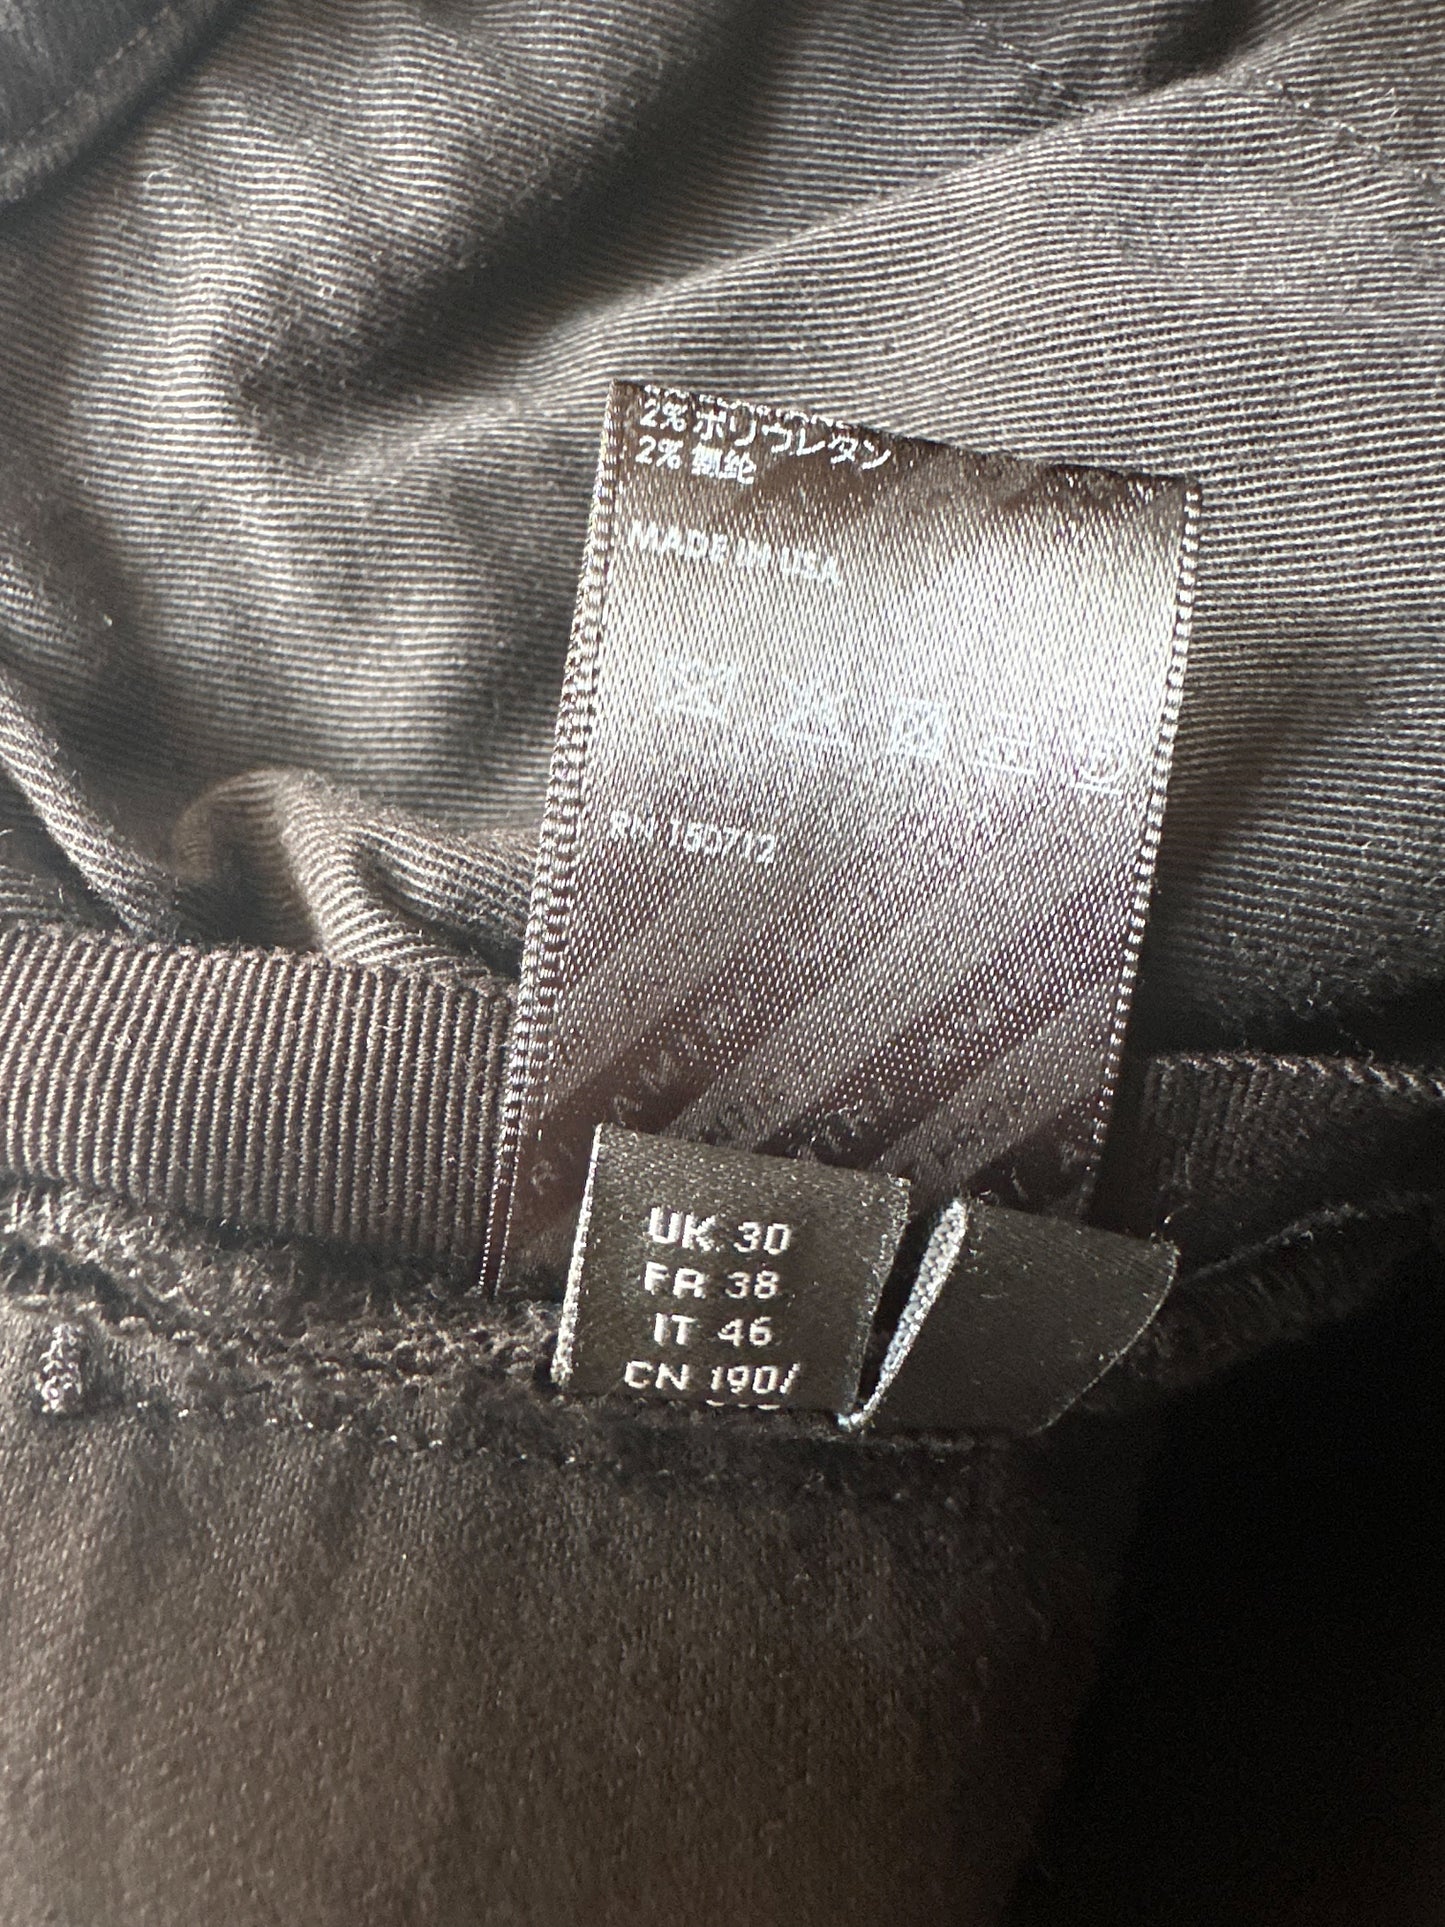 2% ポリウレタン
2% 氨纶
MADE IN USA
RN 150712
UK 30
FR 38
IT 46
CN 190/